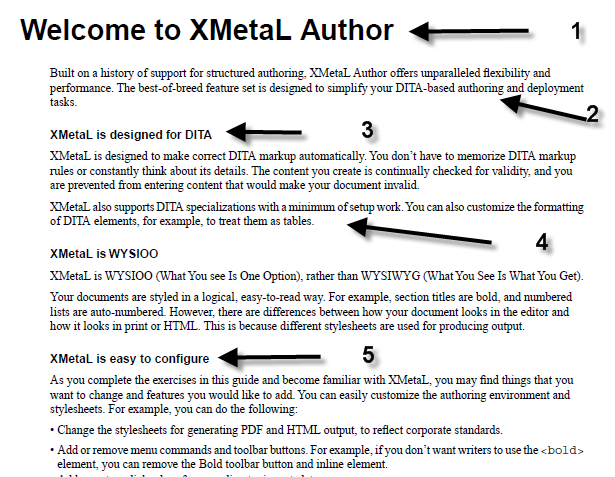 Welcome to XMetaL Author 1
Built on a history of support for structured authoring, XMetaL Author offers unparalleled flexibility and
performance. The best-of-breed feature set is designed to simplify your DITA-based authoring and deployment
tasks.
2
XMetaL is designed for DITA 3
XMetaL is designed to make correct DITA markup automatically. You don’t have to memorize DITA markup
rules or constantly think about its details. The content you create is continually checked for validity, and you
are prevented from entering content that would make your document invalid.
XMetaL also supports DITA specializations with a minimum of setup work. You can also customize the formatting
of DITA elements, for example, to treat them as tables.
4
XMetaL is WYSIOO
XMetaL is WYSIOO (What You see Is One Option), rather than WYSIWYG (What You See Is What You Get).
Your documents are styled in a logical, easy-to-read way. For example, section titles are bold, and numbered
lists are auto-numbered. However, there are differences between how your document looks in the editor and
how it looks in print or HTML. This is because different stylesheets are used for producing output.
XMetaL is easy to configure 5
As you complete the exercises in this guide and become familiar with XMetaL, you may find things that you
want to change and features you would like to add. You can easily customize the authoring environment and
stylesheets. For example, you can do the following:
• Change the stylesheets for generating PDF and HTML output, to reflect corporate standards.
• Add or remove menu commands and toolbar buttons. For example, if you don’t want writers to use the <bold>
element, you can remove the Bold toolbar button and inline element.